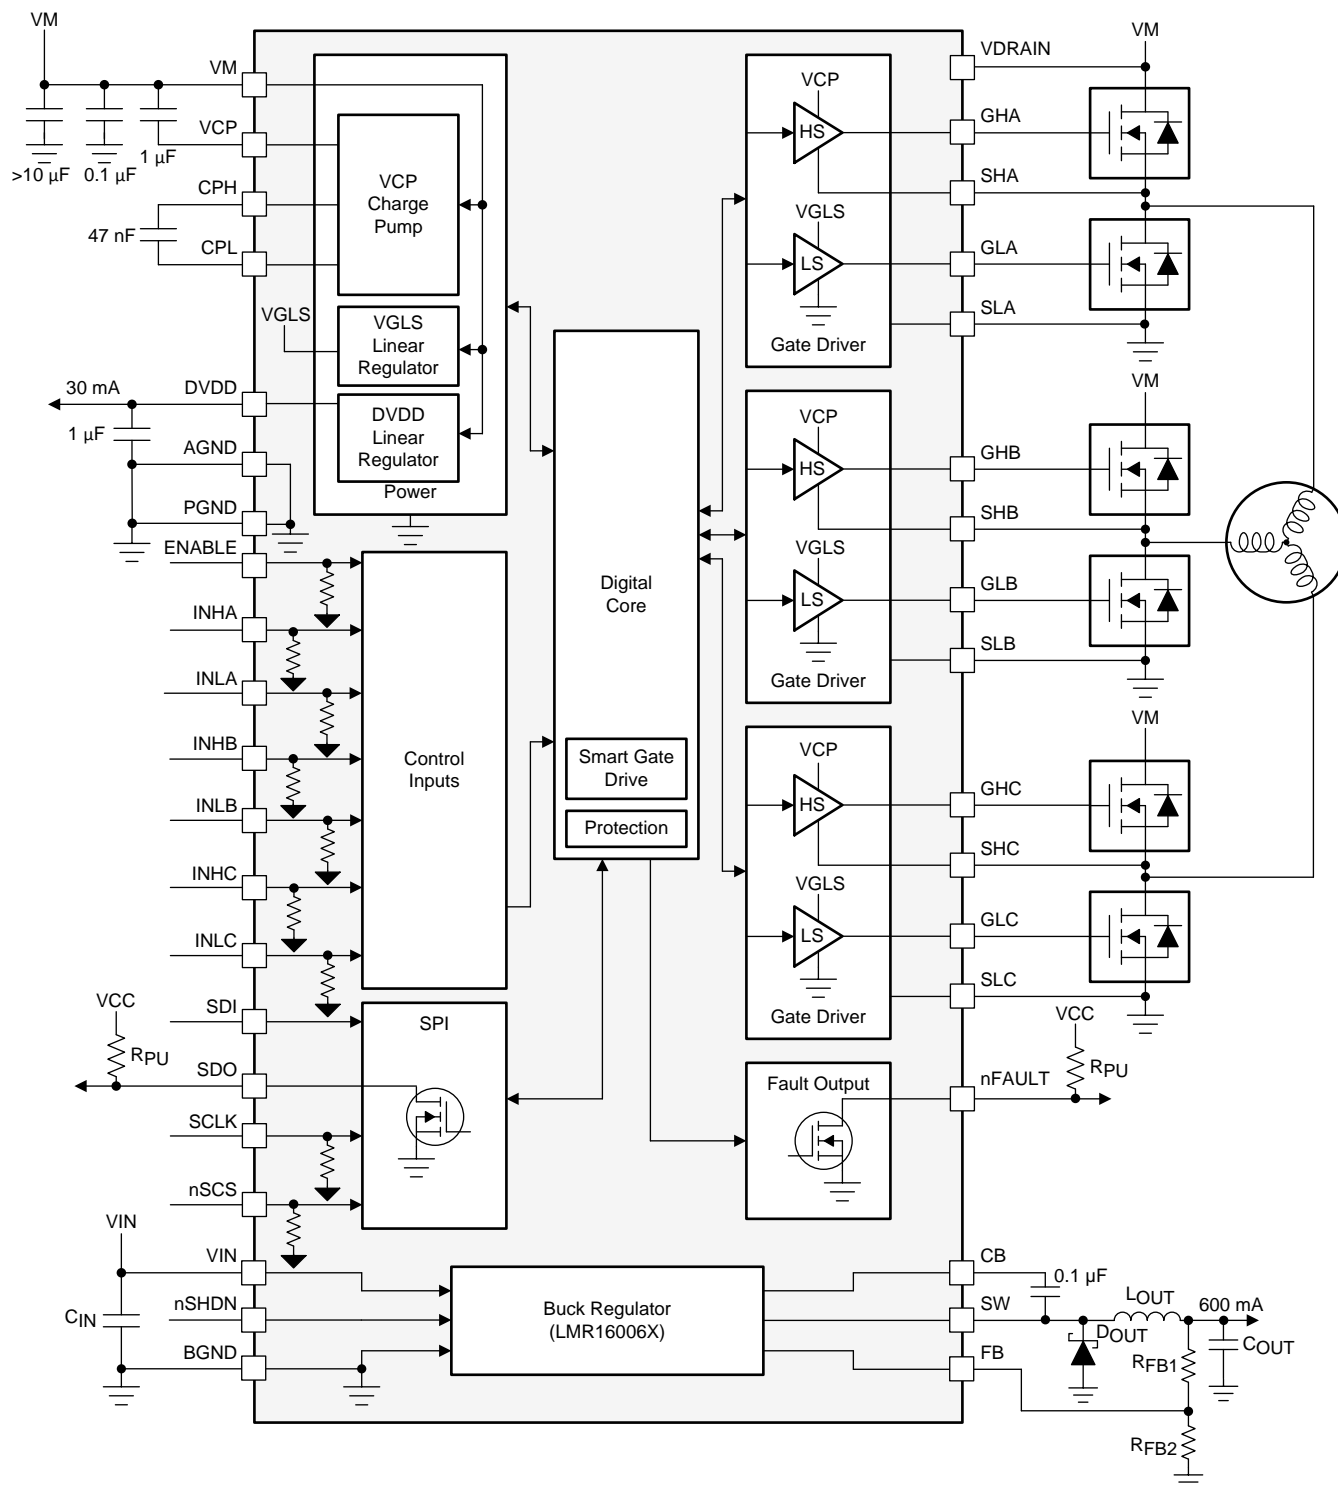 VM
VM
>10 µF
0.1 µF
1 µF
VCP
CPH
47 nF
CPL
VCP
Charge
Pump
VGLS
VGLS
Linear
Regulator
30 mA
DVDD
1 µF
DVDD
Linear
Regulator
Power
AGND
PGND
ENABLE
INHA
INLA
INHB
INLB
INHC
INLC
Control
Inputs
VCC
RPU
SDI
SDO
SCLK
nSCS
SPI
Digital
Core
Smart Gate
Drive
Protection
VCP
HS
VGLS
LS
Gate Driver
VDRAIN
GHA
SHA
GLA
SLA
VM
VCP
HS
VGLS
LS
Gate Driver
GHB
SHB
GLB
SLB
VM
VCP
HS
VGLS
LS
Gate Driver
GHC
SHC
GLC
SLC
VM
Fault Output
nFAULT
VCC
RPU
VIN
CIN
VIN
nSHDN
BGND
Buck Regulator
(LMR16006X)
CB
SW
FB
0.1 µF
LOUT
600 mA
DOUT
COUT
RFB1
RFB2